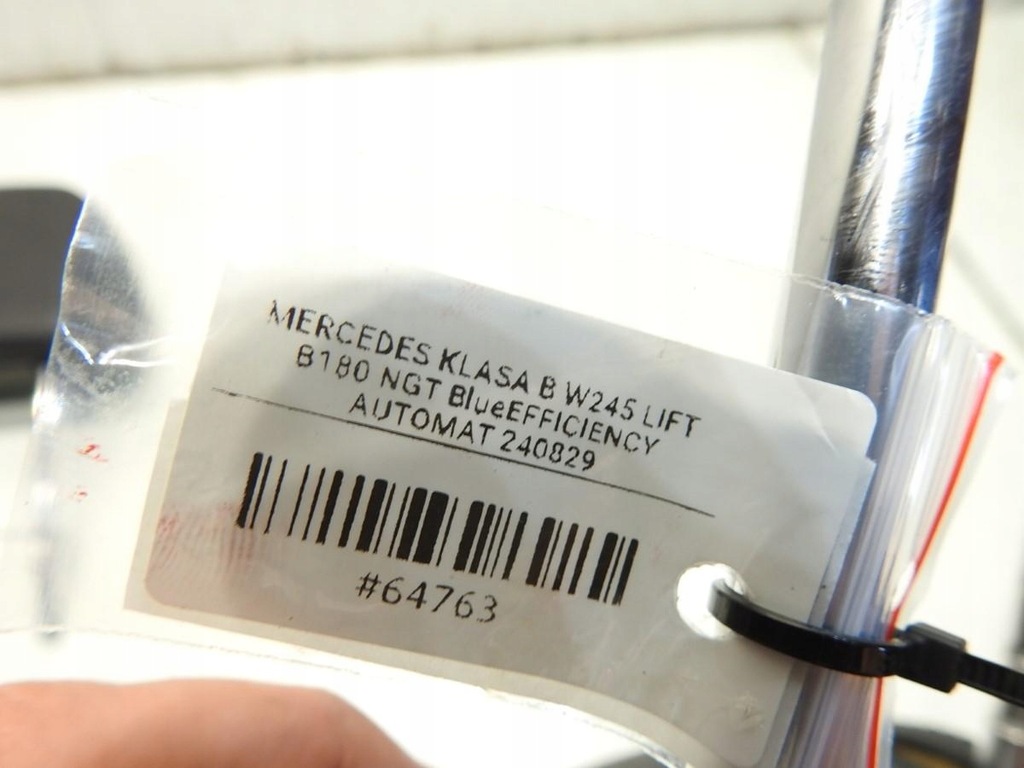 MERCEDES KLASA B W245 LIFT
B180 NGT BlueEFFICIENCY
AUTOMAT 240829
#64763